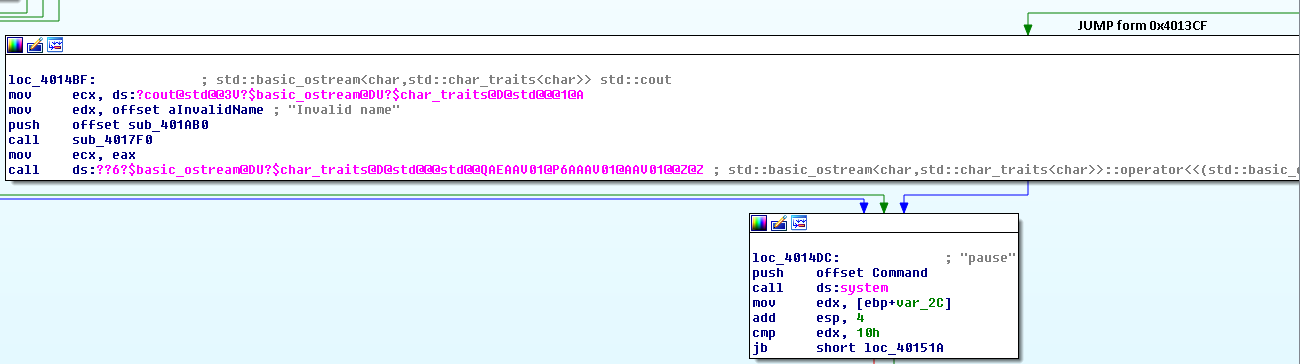 JUMP form 0x4013CF
loc_4014BF: ; std::basic_ostream<char,std::char_traits<char>> std::cout
mov ecx, ds:?cout@std@@3V?$basic_ostream@DU?$char_traits@D@std@@@1@A
mov edx, offset aInvalidName ; "Invalid name"
push offset sub_401AB0
call sub_4017F0
mov ecx, eax
call ds:??6?$basic_ostream@DU?$char_traits@D@std@@@std@@QAEAAV01@P6AAAV01@AAV01@@Z@Z ; std::basic_ostream<char,std::char_traits<char>>::operator<<(std::basic_
loc_4014DC: ; "pause"
push offset Command
call ds:system
mov edx, [ebp+var_2C]
add esp, 4
cmp edx, 10h
jb short loc_40151A